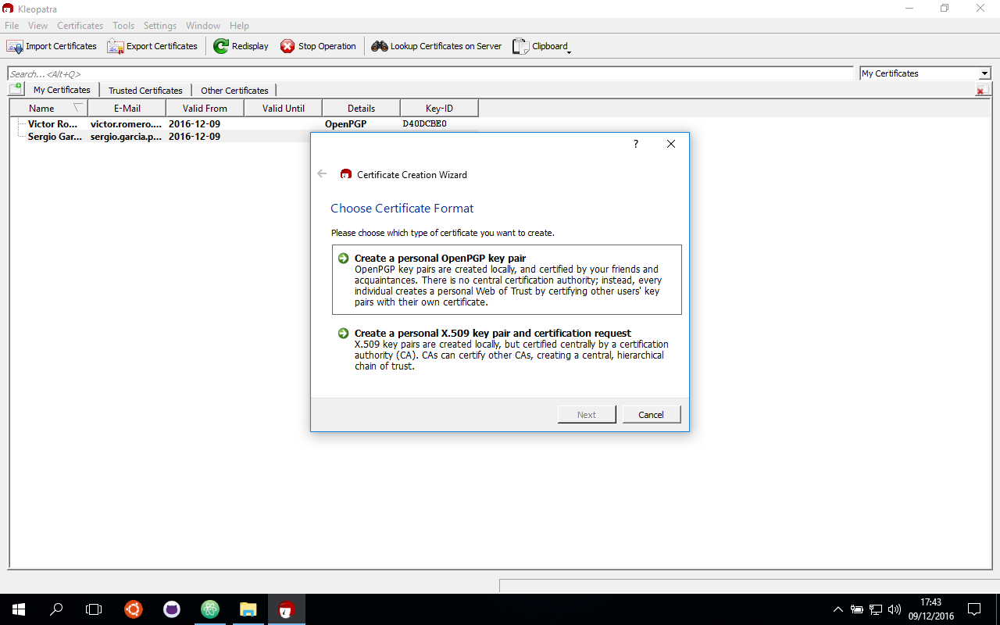 Kleopatra
File View Certificates Tools Settings Window Help
Import Certificates Export Certificates Redisplay Stop Operation Lookup Certificates on Server Clipboard
Search...<Alt+Q> My Certificates
My Certificates Trusted Certificates Other Certificates
Name E-Mail Valid From Valid Until Details Key-ID
Victor Ro... victor.romero.... 2016-12-09 OpenPGP D40DCBE0
Sergio Gar... sergio.garcia.p... 2016-12-09
?
Certificate Creation Wizard
Choose Certificate Format
Please choose which type of certificate you want to create.
Create a personal OpenPGP key pair
OpenPGP key pairs are created locally, and certified by your friends and
acquaintances. There is no central certification authority; instead, every
individual creates a personal Web of Trust by certifying other users' key
pairs with their own certificate.
Create a personal X.509 key pair and certification request
X.509 key pairs are created locally, but certified centrally by a certification
authority (CA). CAs can certify other CAs, creating a central, hierarchical
chain of trust.
Next Cancel
17:43
09/12/2016